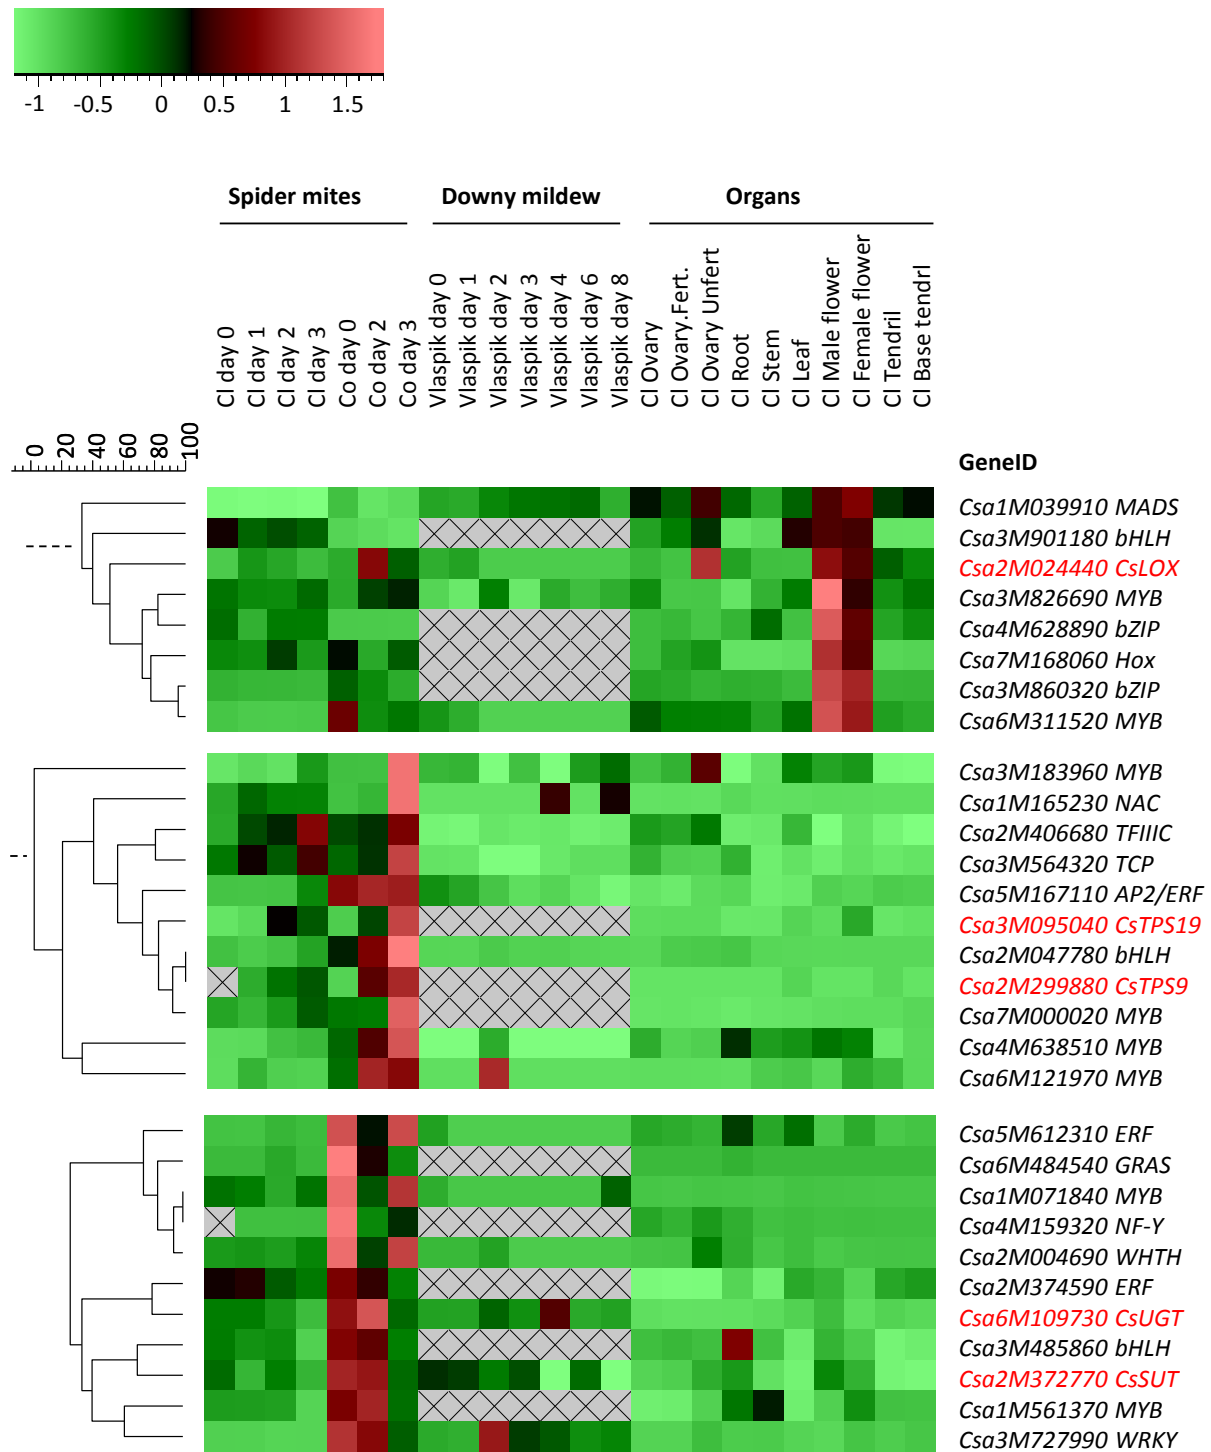 -1 -0.5 0 0.5 1 1.5
Spider mites Downy mildew Organs
Cl day 0
Cl day 1
Cl day 2
Cl day 3
Co day 0
Co day 2
Co day 3
Vlaspik day 0
Vlaspik day 1
Vlaspik day 2
Vlaspik day 3
Vlaspik day 4
Vlaspik day 6
Vlaspik day 8
Cl Ovary
Cl Ovary.Fert.
Cl Ovary Unfert
Cl Root
Cl Stem
Cl Leaf
Cl Male flower
Cl Female flower
Cl Tendril
Cl Base tendrl
0 20 40 60 80 100
GeneID
Csa1M039910 MADS
Csa3M901180 bHLH
Csa2M024440 CsLOX
Csa3M826690 MYB
Csa4M628890 bZIP
Csa7M168060 Hox
Csa3M860320 bZIP
Csa6M311520 MYB
Csa3M183960 MYB
Csa1M165230 NAC
Csa2M406680 TFIIIC
Csa3M564320 TCP
Csa5M167110 AP2/ERF
Csa3M095040 CsTPS19
Csa2M047780 bHLH
Csa2M299880 CsTPS9
Csa7M000020 MYB
Csa4M638510 MYB
Csa6M121970 MYB
Csa5M612310 ERF
Csa6M484540 GRAS
Csa1M071840 MYB
Csa4M159320 NF-Y
Csa2M004690 WHTH
Csa2M374590 ERF
Csa6M109730 CsUGT
Csa3M485860 bHLH
Csa2M372770 CsSUT
Csa1M561370 MYB
Csa3M727990 WRKY